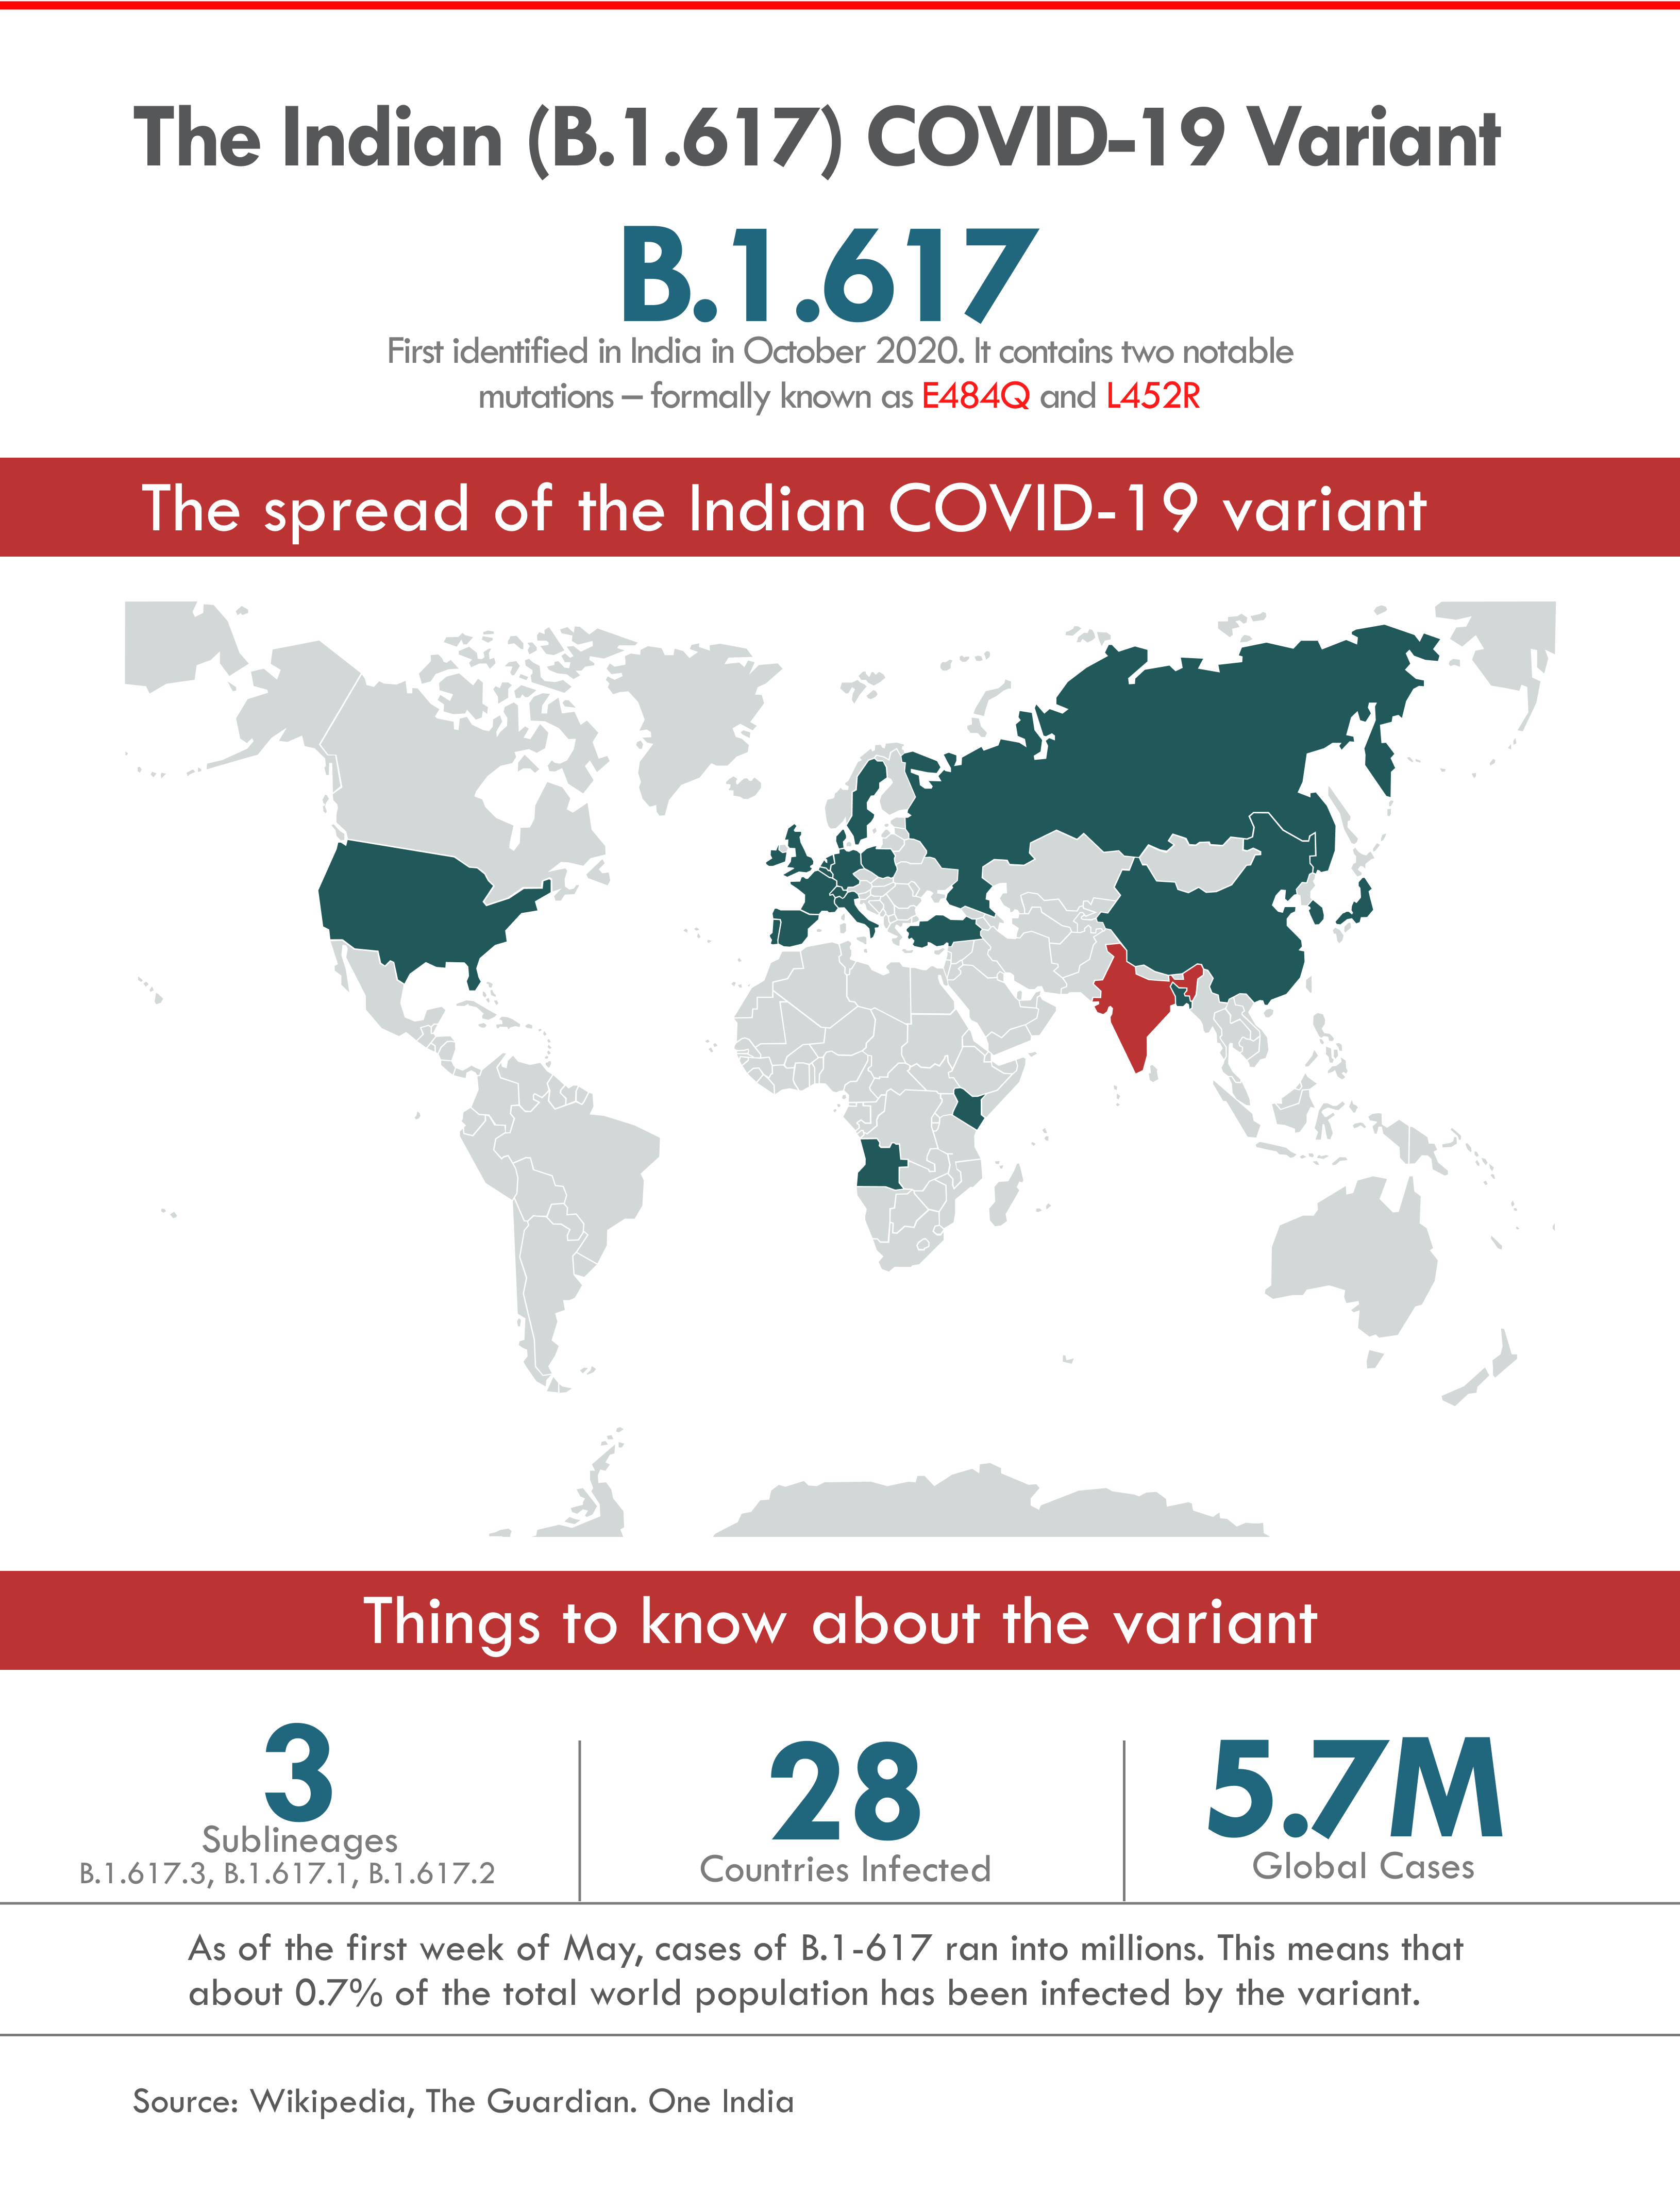 The Indian (B.1.617) COVID-19 Variant
B.1.617
First identified in India in October 2020. It contains two notable
mutations – formally known as E484Q and L452R
The spread of the Indian COVID-19 variant
Things to know about the variant
3
Sublineages
B.1.617.3, B.1.617.1, B.1.617.2
28
Countries Infected
5.7M
Global Cases
As of the first week of May, cases of B.1-617 ran into millions. This means that
about 0.7% of the total world population has been infected by the variant.
Source: Wikipedia, The Guardian. One India